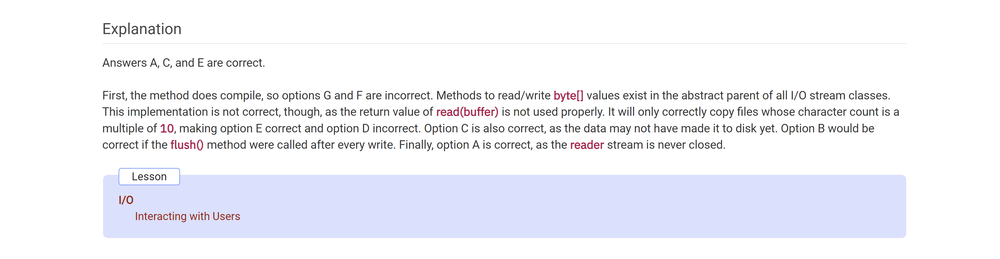 Explanation
Answers A, C, and E are correct.
First, the method does compile, so options G and F are incorrect. Methods to read/write byte[] values exist in the abstract parent of all I/O stream classes.
This implementation is not correct, though, as the return value of read(buffer) is not used properly. It will only correctly copy files whose character count is a
multiple of 10, making option E correct and option D incorrect. Option C is also correct, as the data may not have made it to disk yet. Option B would be
correct if the flush() method were called after every write. Finally, option A is correct, as the reader stream is never closed.
Lesson
I/O
Interacting with Users